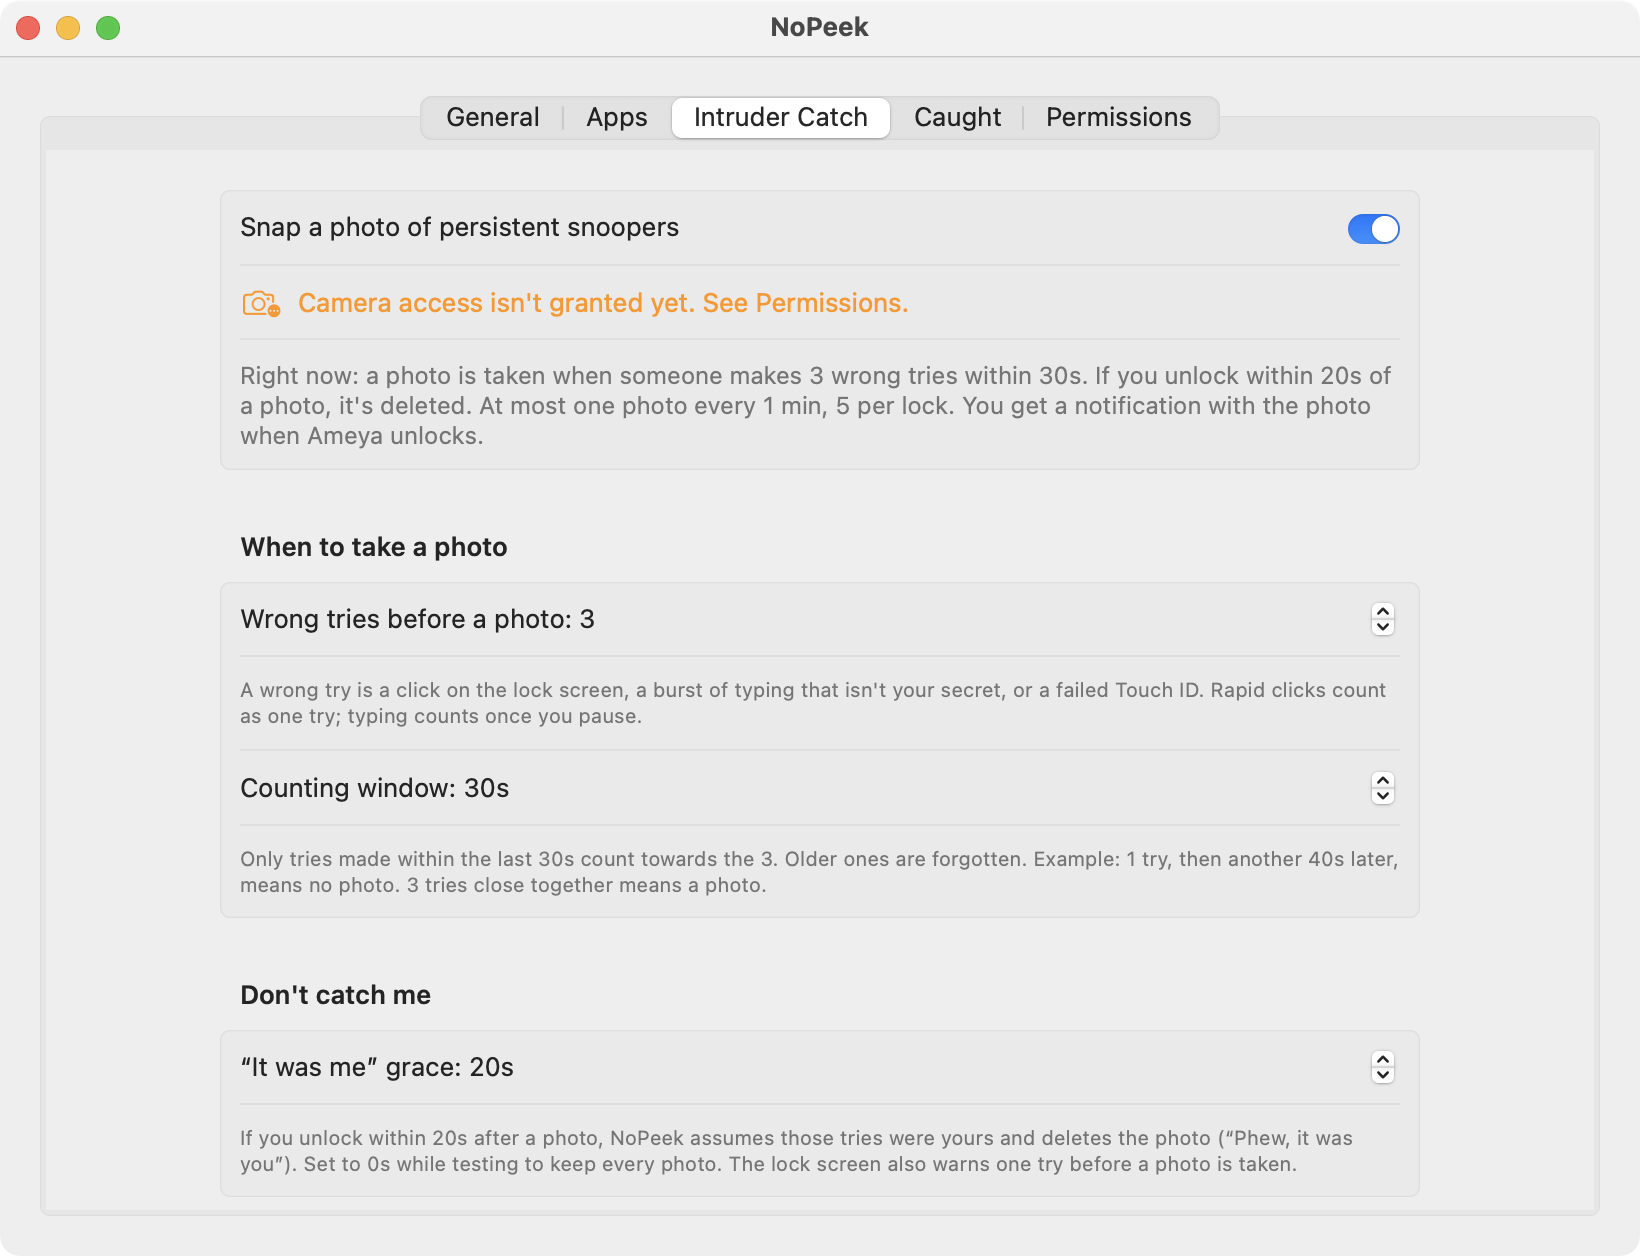 NoPeek
General
Apps
Intruder Catch
Caught
Permissions
Snap a photo of persistent snoopers
Camera access isn't granted yet. See Permissions.
Right now: a photo is taken when someone makes 3 wrong tries within 30s. If you unlock within 20s of
a photo, it's deleted. At most one photo every 1 min, 5 per lock. You get a notification with the photo
when Ameya unlocks.
When to take a photo
Wrong tries before a photo: 3
A wrong try is a click on the lock screen, a burst of typing that isn't your secret, or a failed Touch ID. Rapid clicks count
as one try; typing counts once you pause.
Counting window: 30s
Only tries made within the last 30s count towards the 3. Older ones are forgotten. Example: 1 try, then another 40s later,
means no photo. 3 tries close together means a photo.
Don't catch me
“It was me” grace: 20s
If you unlock within 20s after a photo, NoPeek assumes those tries were yours and deletes the photo (“Phew, it was
you”). Set to 0s while testing to keep every photo. The lock screen also warns one try before a photo is taken.